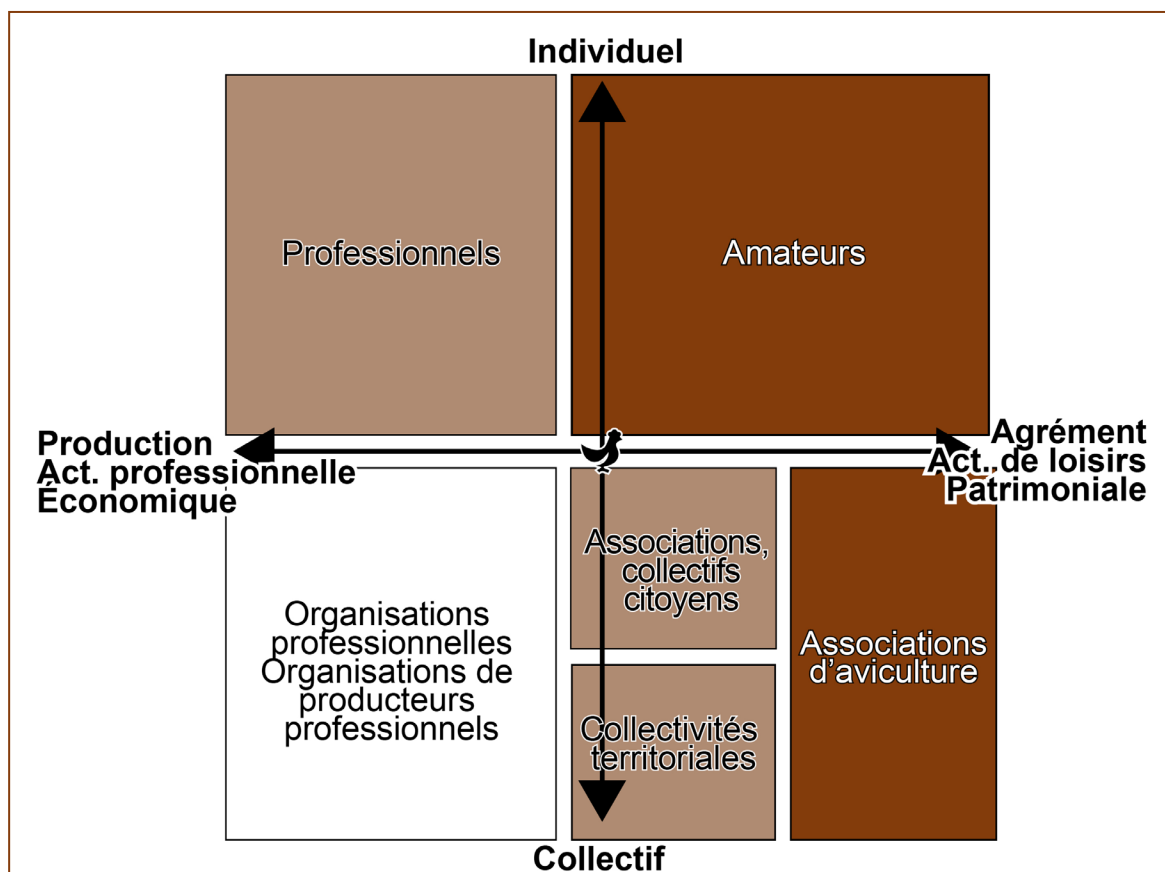 Individuel
Professionnels
Amateurs
Production
Act. professionnelle
Économique
Agrément
Act. de loisirs
Patrimoniale
Associations,
collectifs
citoyens
Organisations
professionnelles
Organisations de
producteurs
professionnels
Associations
d'aviculture
Collectivités
territoriales
Collectif